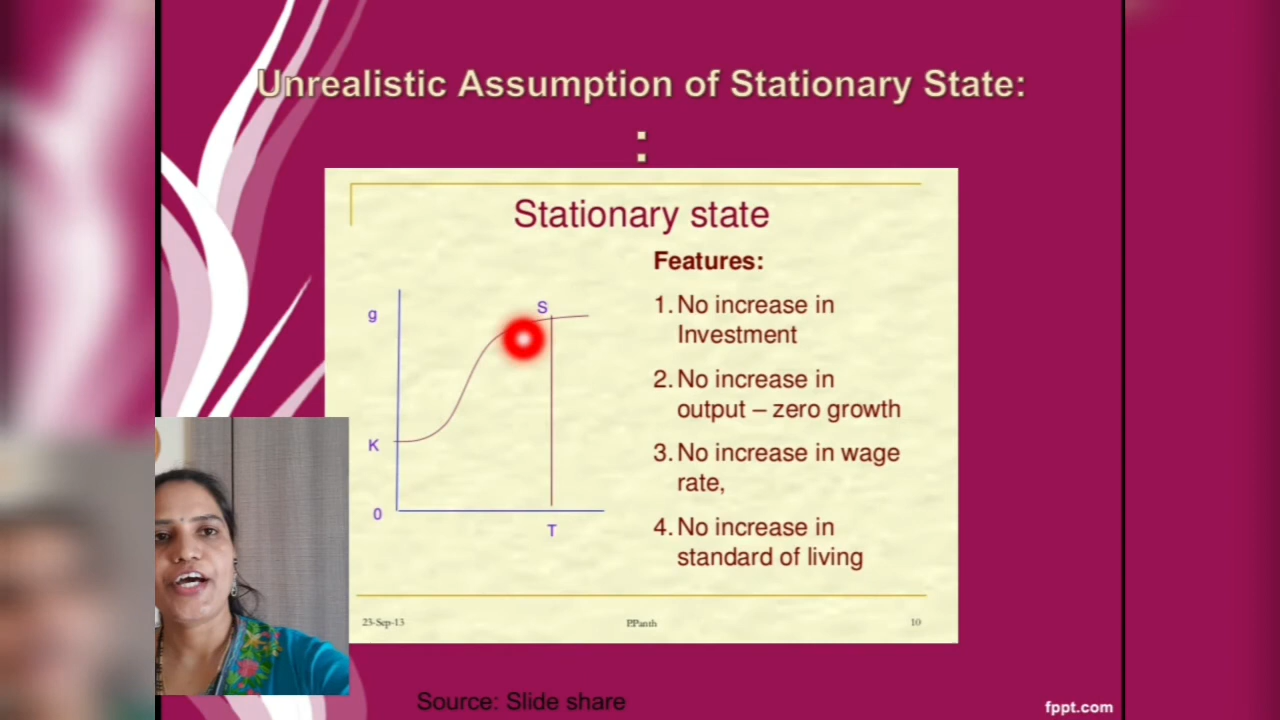 Unrealistic Assumption of Stationary State:
:
Stationary state
Features:
1. No increase in
Investment
2. No increase in
output – zero growth
3. No increase in wage
rate,
4. No increase in
standard of living
g
S
K
0
T
23-Sep-13
P.Panth
10
Source: Slide share
fppt.com